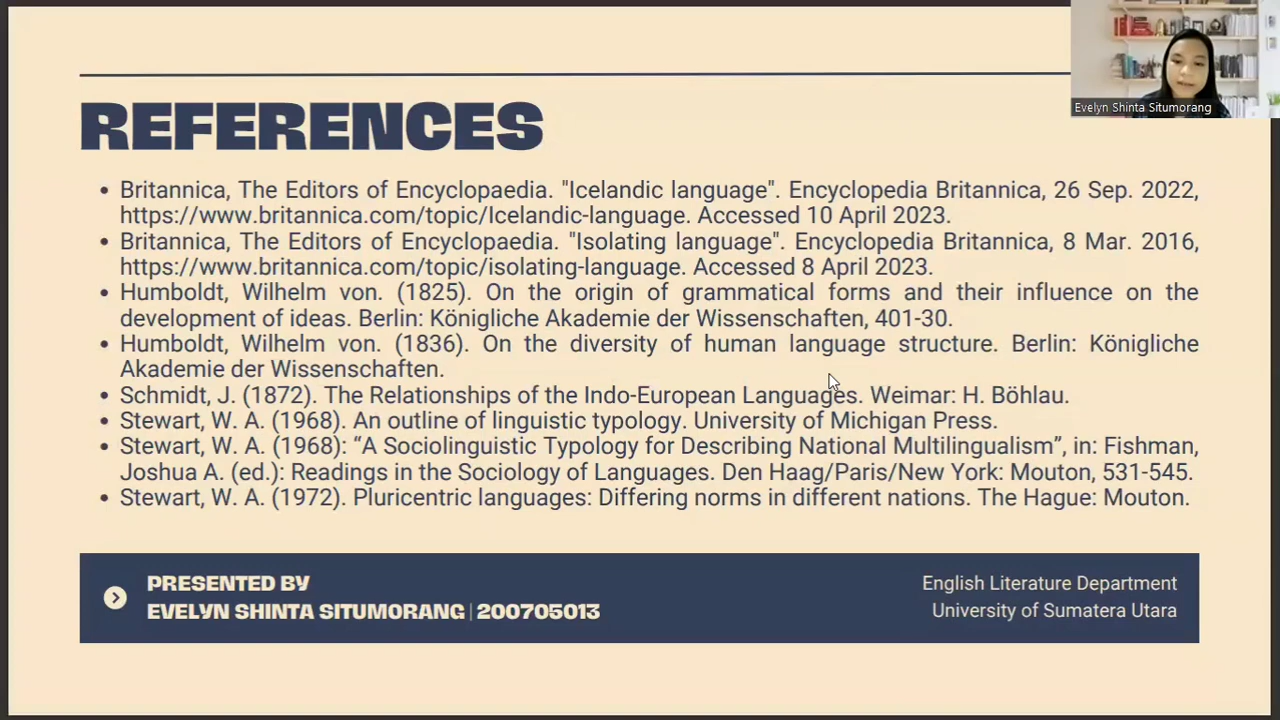 Evelyn Shinta Situmorang
REFERENCES
• Britannica, The Editors of Encyclopaedia. "Icelandic language". Encyclopedia Britannica, 26 Sep. 2022,
https://www.britannica.com/topic/Icelandic-language. Accessed 10 April 2023.
• Britannica, The Editors of Encyclopaedia. "Isolating language". Encyclopedia Britannica, 8 Mar. 2016,
https://www.britannica.com/topic/isolating-language. Accessed 8 April 2023.
• Humboldt, Wilhelm von. (1825). On the origin of grammatical forms and their influence on the
development of ideas. Berlin: Königliche Akademie der Wissenschaften, 401-30.
• Humboldt, Wilhelm von. (1836). On the diversity of human language structure. Berlin: Königliche
Akademie der Wissenschaften.
• Schmidt, J. (1872). The Relationships of the Indo-European Languages. Weimar: H. Böhlau.
• Stewart, W. A. (1968). An outline of linguistic typology. University of Michigan Press.
• Stewart, W. A. (1968): “A Sociolinguistic Typology for Describing National Multilingualism”, in: Fishman,
Joshua A. (ed.): Readings in the Sociology of Languages. Den Haag/Paris/New York: Mouton, 531-545.
• Stewart, W. A. (1972). Pluricentric languages: Differing norms in different nations. The Hague: Mouton.
PRESENTED BY
EVELYN SHINTA SITUMORANG | 200705013
English Literature Department
University of Sumatera Utara